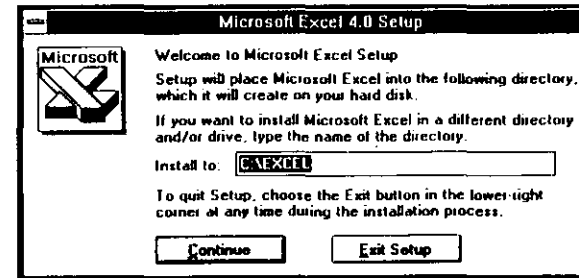 Microsoft Excel 4.0 Setup
Microsoft
Welcome to Microsoft Excel Setup
Setup will place Microsoft Excel into the following directory,
which it will create on your hard disk.
If you want to install Microsoft Excel in a different directory
and/or drive, type the name of the directory.
Install to: C:\EXCEL
To quit Setup, choose the Exit button in the lower-right
corner at any time during the installation process.
Continue
Exit Setup